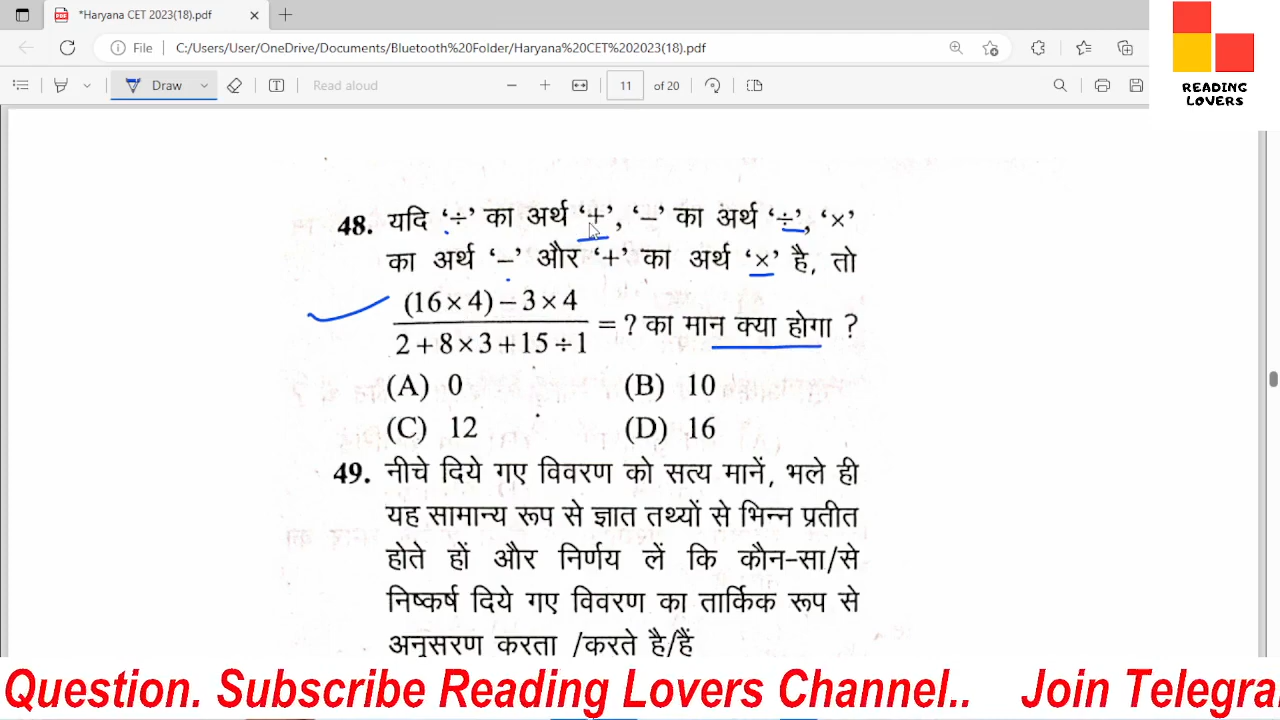 *Haryana CET 2023(18).pdf
File C:/Users/User/OneDrive/Documents/Bluetooth%20Folder/Haryana%20CET%202023(18).pdf
Draw Read aloud 11 of 20
READING
LOVERS
48. यदि '÷' का अर्थ '+', '–' का अर्थ '÷', '×'
का अर्थ '–' और '+' का अर्थ '×' है, तो
(16 × 4) – 3 × 4
2 + 8 × 3 + 15 ÷ 1
= ? का मान क्या होगा ?
(A) 0 (B) 10
(C) 12 (D) 16
49. नीचे दिये गए विवरण को सत्य मानें, भले ही
यह सामान्य रूप से ज्ञात तथ्यों से भिन्न प्रतीत
होते हों और निर्णय लें कि कौन-सा/से
निष्कर्ष दिये गए विवरण का तार्किक रूप से
अनुसरण करता /करते है/हैं
Question. Subscribe Reading Lovers Channel.. Join Telegra